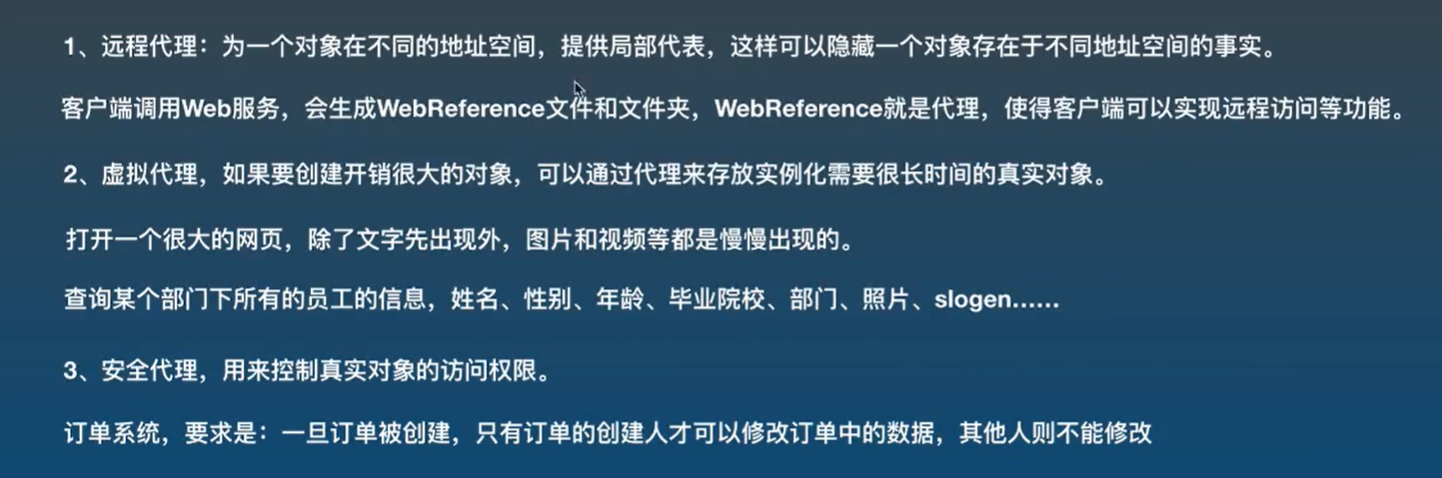 1、远程代理：为一个对象在不同的地址空间，提供局部代表，这样可以隐藏一个对象存在于不同地址空间的事实。
客户端调用Web服务，会生成WebReference文件和文件夹，WebReference就是代理，使得客户端可以实现远程访问等功能。
2、虚拟代理，如果要创建开销很大的对象，可以通过代理来存放实例化需要很长时间的真实对象。
打开一个很大的网页，除了文字先出现外，图片和视频等都是慢慢出现的。
查询某个部门下所有的员工的信息，姓名、性别、年龄、毕业院校、部门、照片、slogen……
3、安全代理，用来控制真实对象的访问权限。
订单系统，要求是：一旦订单被创建，只有订单的创建人才可以修改订单中的数据，其他人则不能修改